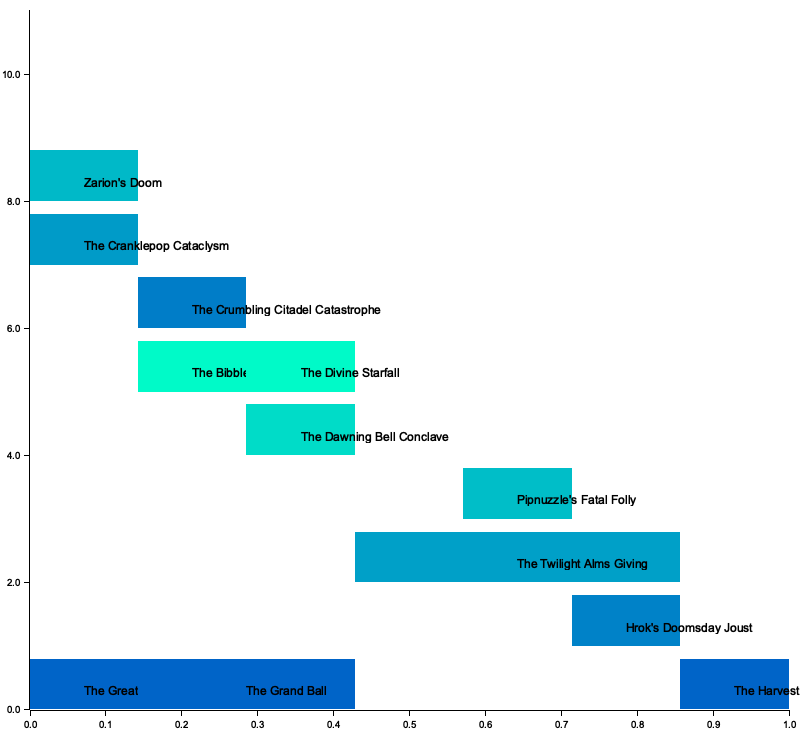 10.0
Zarion's Doom
8.0
The Cranklepop Cataclysm
The Crumbling Citadel Catastrophe
6.0
The Bibble The Divine Starfall
The Dawning Bell Conclave
4.0
Pipnuzzle's Fatal Folly
The Twilight Alms Giving
2.0
Hrok's Doomsday Joust
The Great The Grand Ball The Harvest
0.0
0.0 0.1 0.2 0.3 0.4 0.5 0.6 0.7 0.8 0.9 1.0